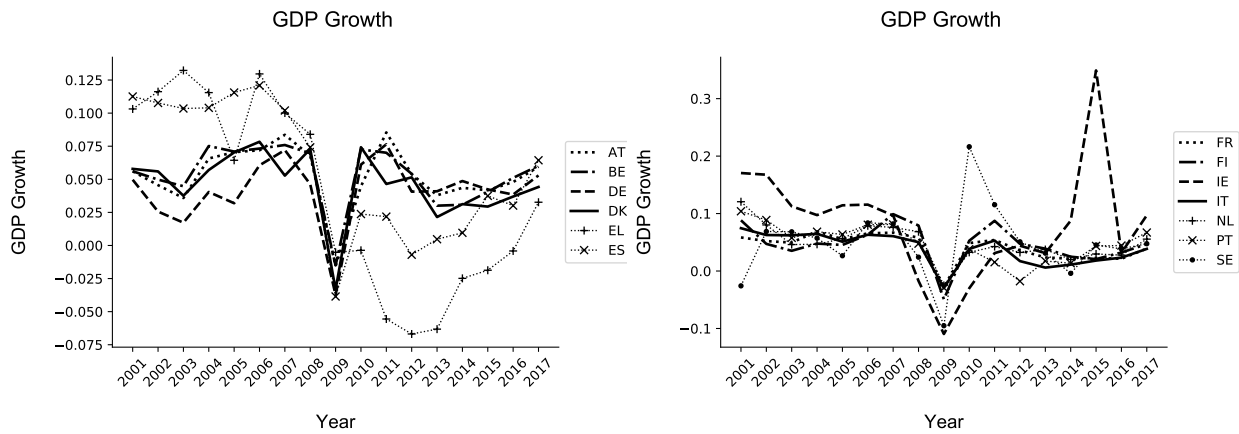 GDP Growth
0.125
0.100
0.075
0.050
0.025
0.000
−0.025
−0.050
−0.075
GDP Growth
2001
2002
2003
2004
2005
2006
2007
2008
2009
2010
2011
2012
2013
2014
2015
2016
2017
Year
AT
BE
DE
DK
EL
ES
GDP Growth
0.3
0.2
0.1
0.0
−0.1
GDP Growth
2001
2002
2003
2004
2005
2006
2007
2008
2009
2010
2011
2012
2013
2014
2015
2016
2017
Year
FR
FI
IE
IT
NL
PT
SE